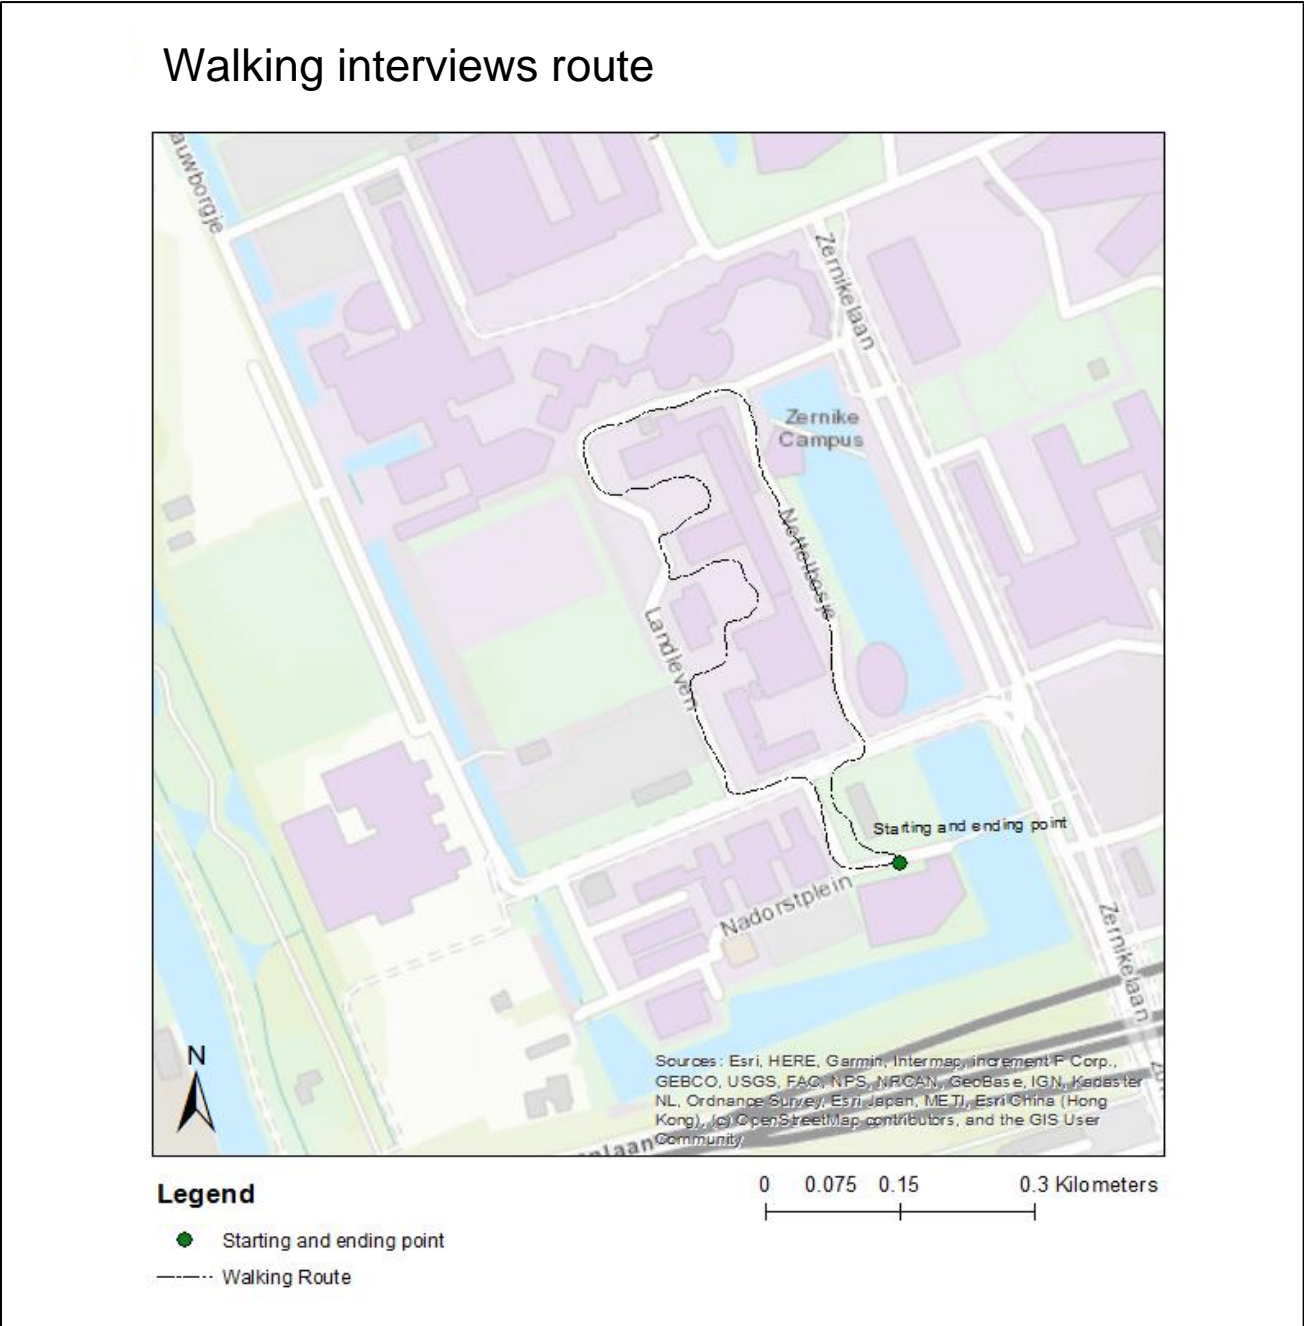 Walking interviews route
auwborgje
Zernikelaan
Zernike
Campus
Nettelbosje
Landleven
Starting and ending point
Nadorstplein
Zernikelaan
N
Sources: Esri, HERE, Garmin, Intermap, increment P Corp.,
GEBCO, USGS, FAO, NPS, NRCAN, GeoBase, IGN, Kadaster
NL, Ordnance Survey, Esri Japan, METI, Esri China (Hong
Kong), (c) OpenStreetMap contributors, and the GIS User
Community
nlaan
Legend
0 0.075 0.15 0.3 Kilometers
Starting and ending point
Walking Route